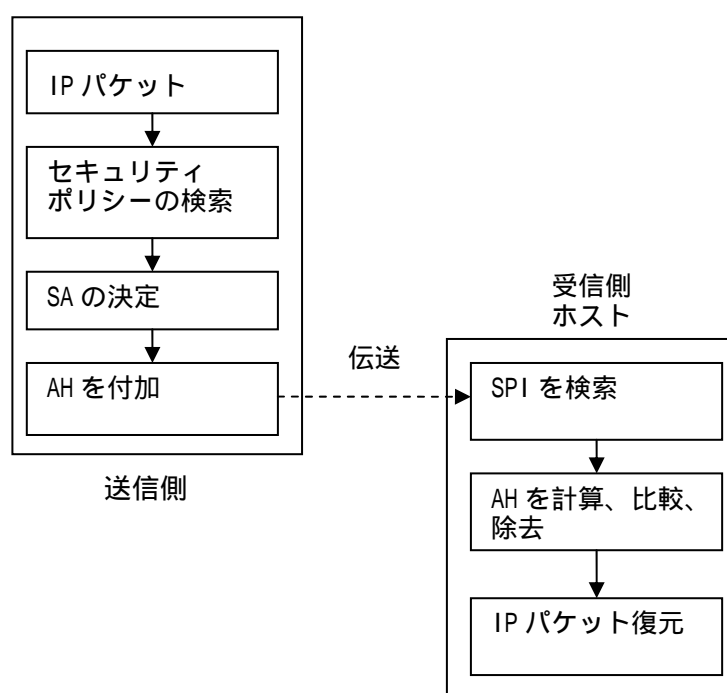 IP パケット
セキュリティ
ポリシーの検索
SA の決定
AH を付加
送信側
伝送
受信側
ホスト
SPI を検索
AH を計算、比較、
除去
IP パケット復元